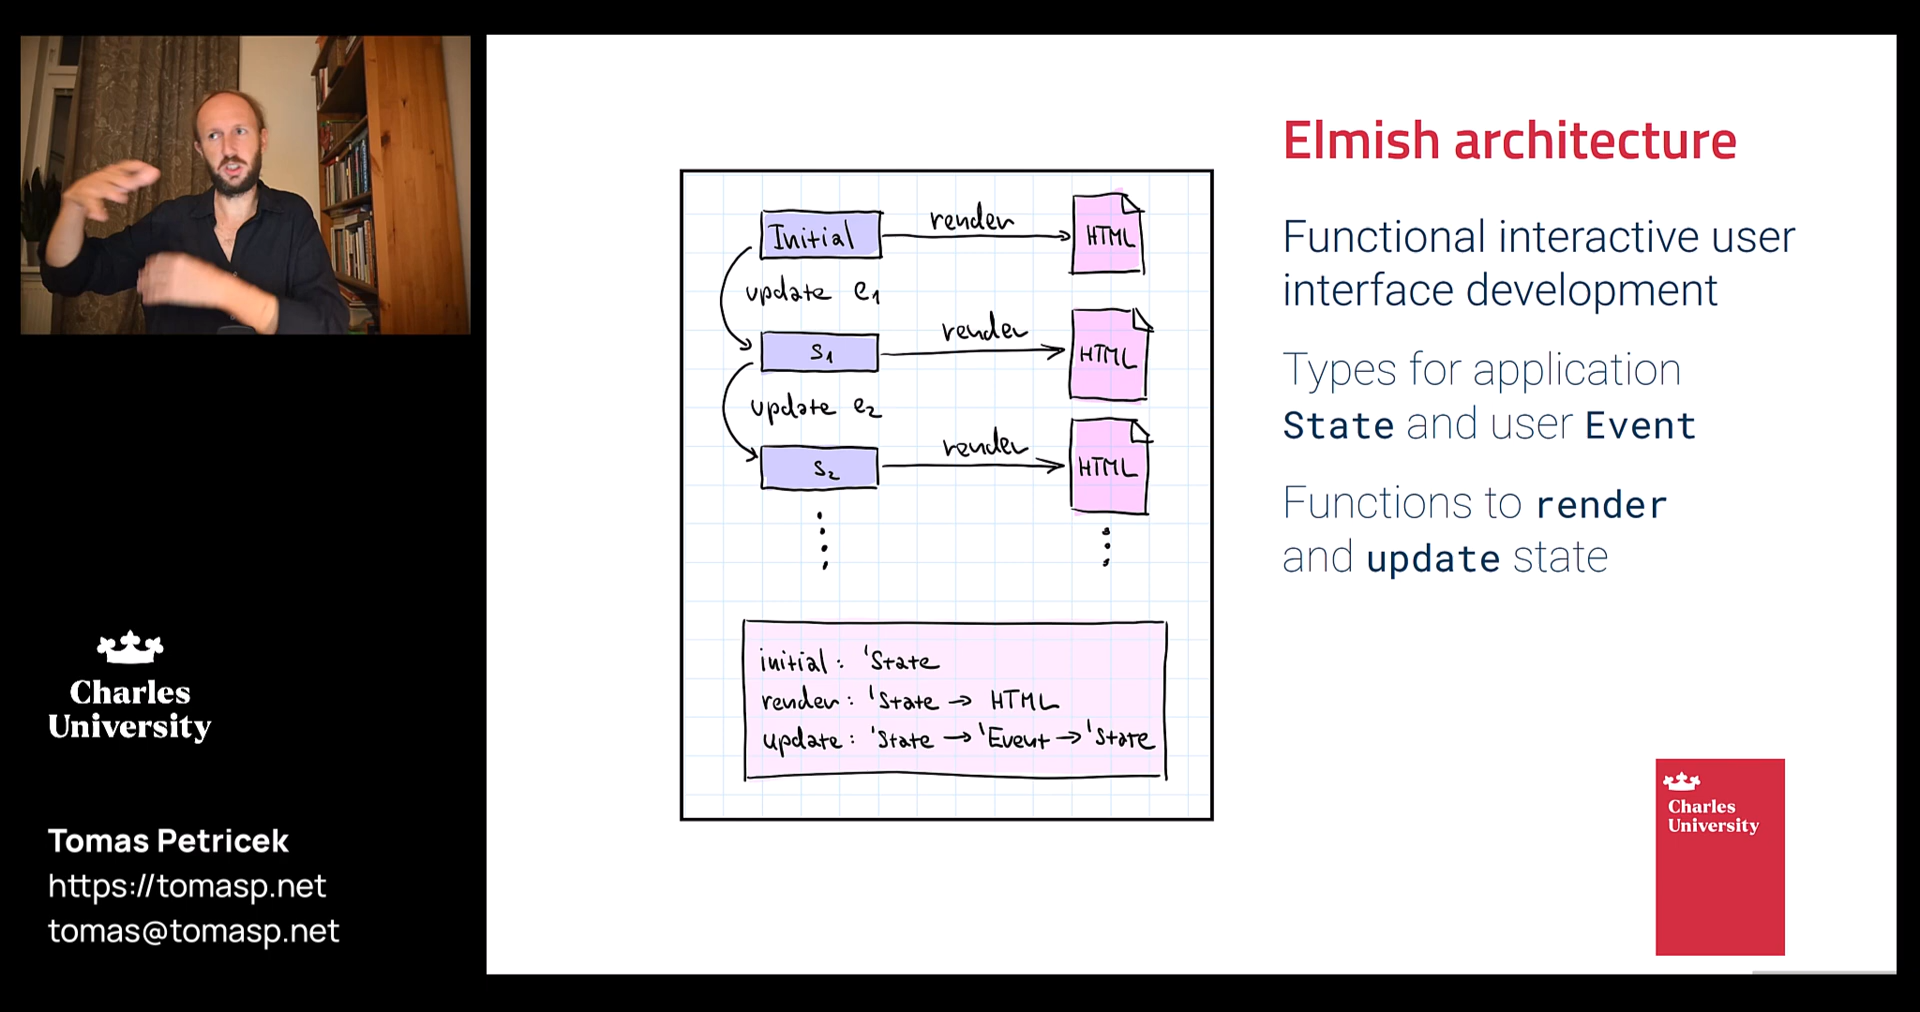 Charles
University
Tomas Petricek
https://tomasp.net
tomas@tomasp.net
Initial
render
HTML
update e1
s1
render
HTML
update e2
s2
render
HTML
initial: 'State
render: 'State → HTML
update: 'State → 'Event → 'State
Elmish architecture
Functional interactive user
interface development
Types for application
State and user Event
Functions to render
and update state
Charles
University